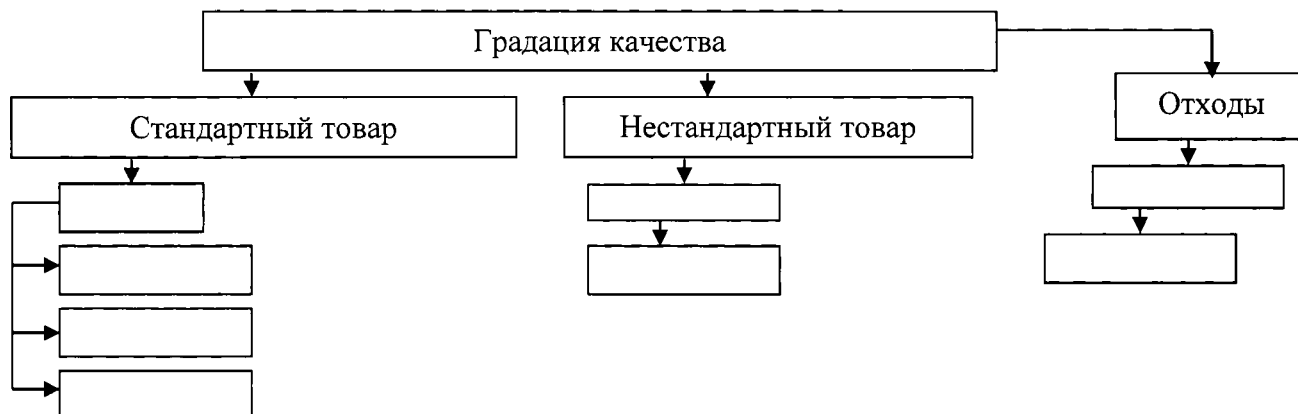 Градация качества
Стандартный товар
Нестандартный товар
Отходы